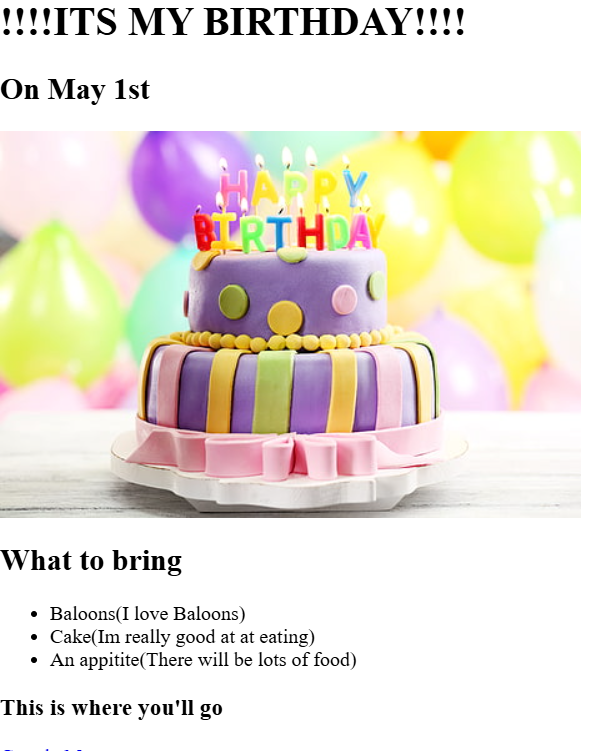 !!!!ITS MY BIRTHDAY!!!!
On May 1st
HAPPY
BIRTHDAY
What to bring
Baloons(I love Baloons)
Cake(Im really good at at eating)
An appitite(There will be lots of food)
This is where you'll go